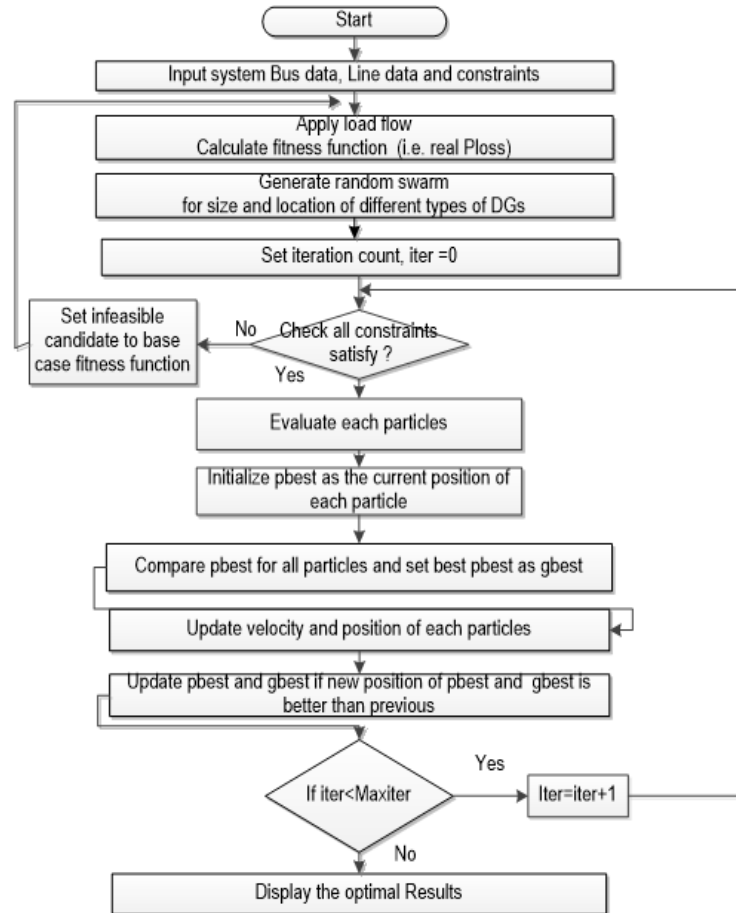 Start
Input system Bus data, Line data and constraints
Apply load flow
Calculate fitness function (i.e. real Ploss)
Generate random swarm
for size and location of different types of DGs
Set iteration count, iter =0
Set infeasible
candidate to base
case fitness function
No
Check all constraints
satisfy ?
Yes
Evaluate each particles
Initialize pbest as the current position of
each particle
Compare pbest for all particles and set best pbest as gbest
Update velocity and position of each particles
Update pbest and gbest if new position of pbest and gbest is
better than previous
If iter<Maxiter
Yes
Iter=iter+1
No
Display the optimal Results